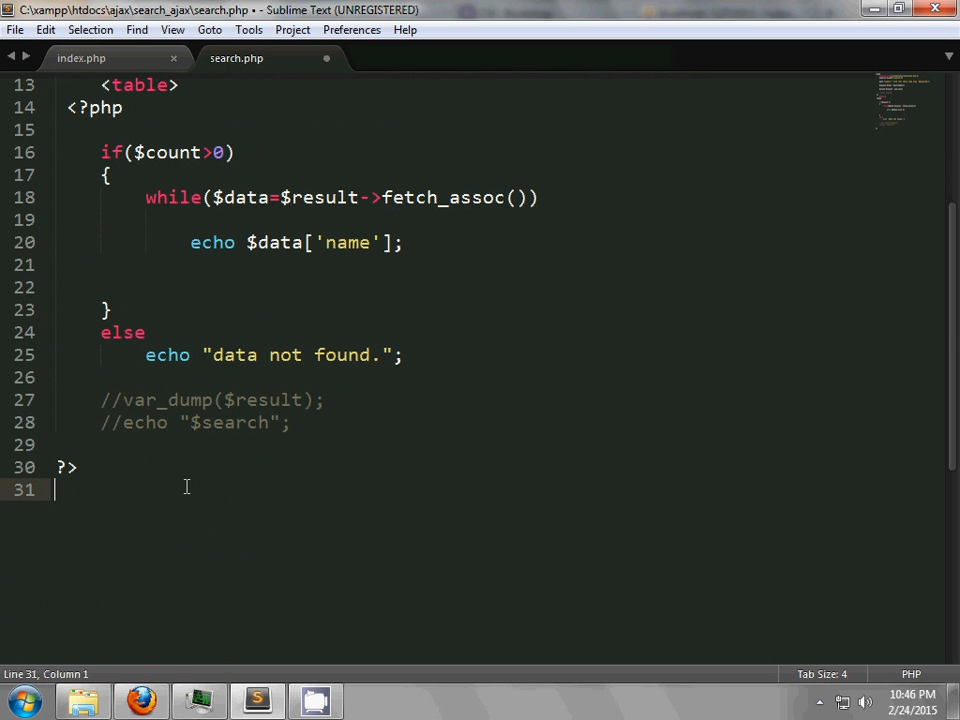 C:\xampp\htdocs\ajax\search_ajax\search.php • - Sublime Text (UNREGISTERED)
File Edit Selection Find View Goto Tools Project Preferences Help
index.php × search.php
13 <table>
14 <?php
15
16 if($count>0)
17 {
18 while($data=$result->fetch_assoc())
19
20 echo $data['name'];
21
22
23 }
24 else
25 echo "data not found.";
26
27 //var_dump($result);
28 //echo "$search";
29
30 ?>
31
Line 31, Column 1 Tab Size: 4 PHP
10:46 PM
2/24/2015